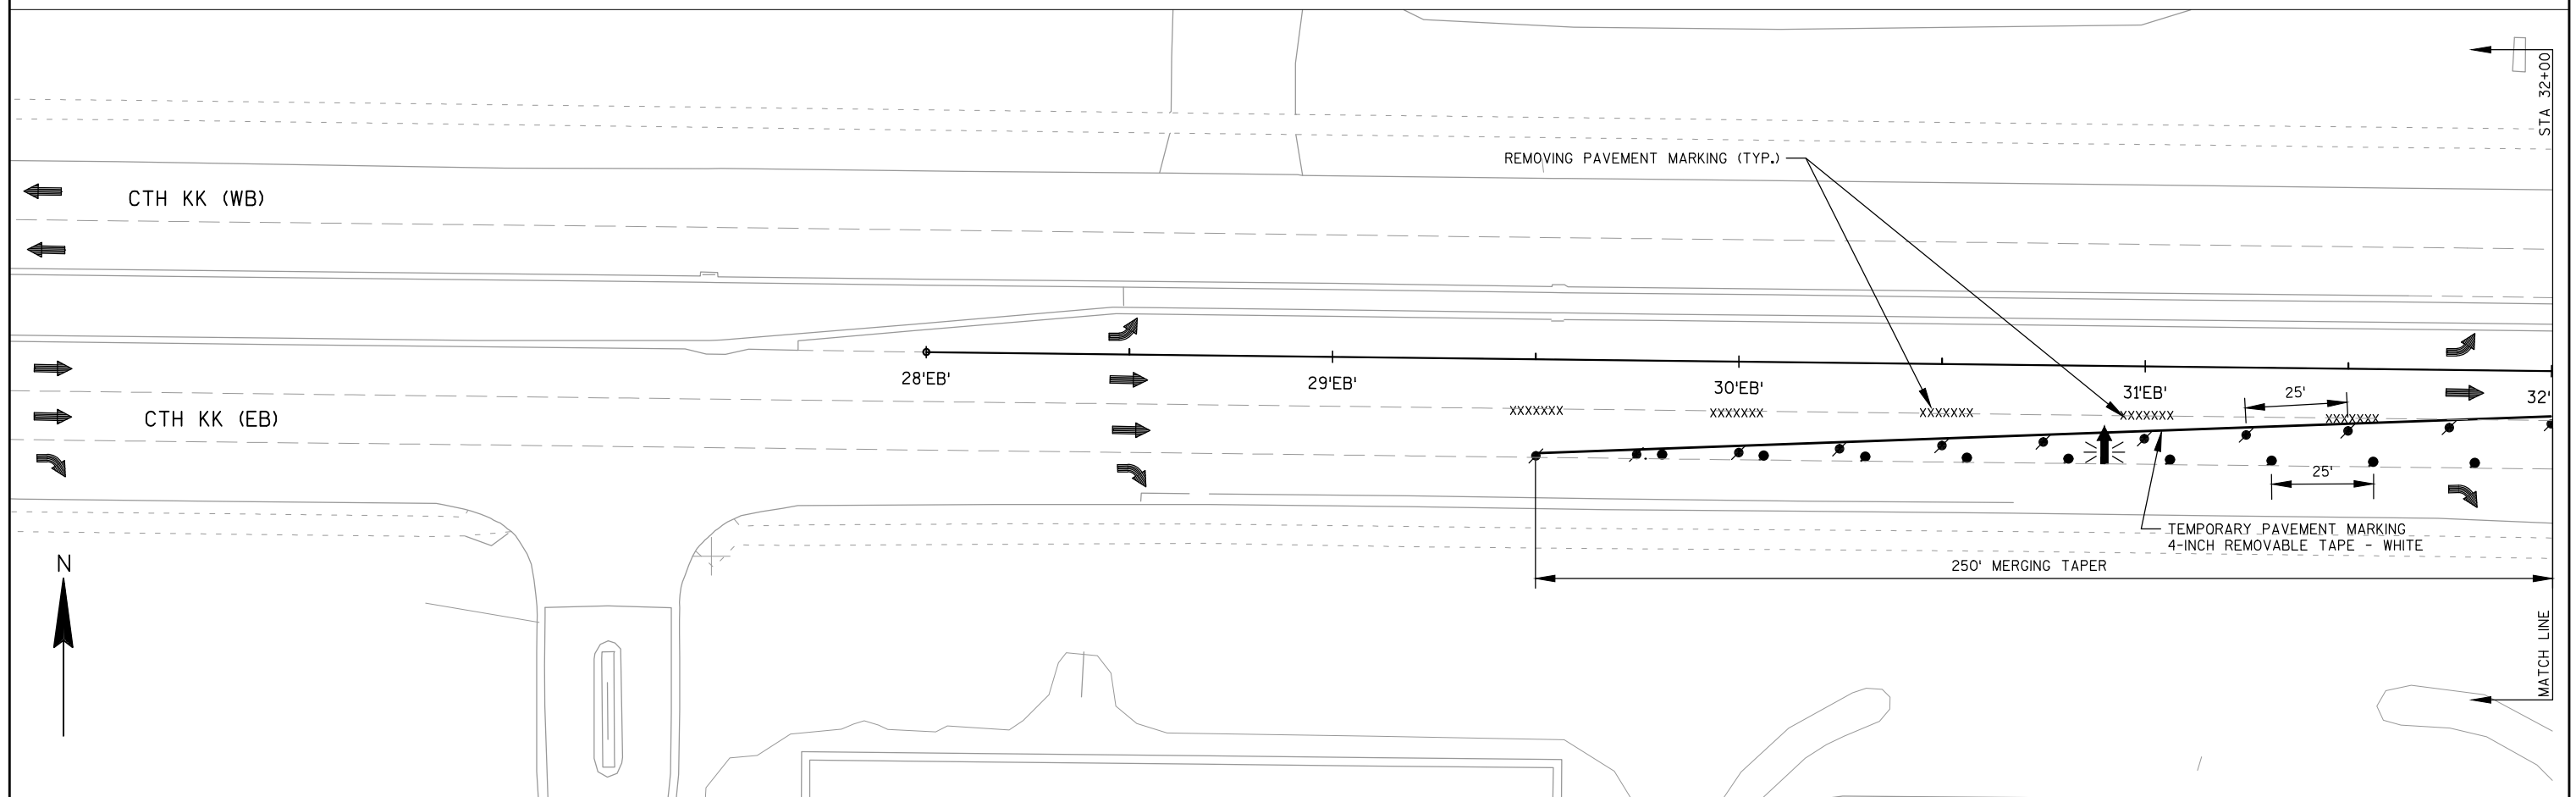 STA 32+00
REMOVING PAVEMENT MARKING (TYP.)
CTH KK (WB)
28'EB'
29'EB'
30'EB'
31'EB'
25'
32'
XXXXXXX
XXXXXXX
XXXXXXX
XXXXXXX
XXXXXXX
CTH KK (EB)
25'
TEMPORARY PAVEMENT MARKING
4-INCH REMOVABLE TAPE - WHITE
250' MERGING TAPER
N
MATCH LINE